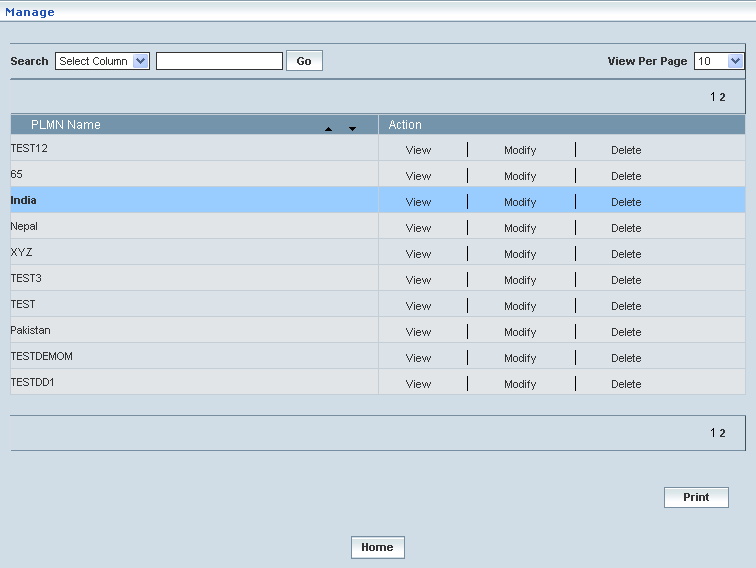 Manage
Search Select Column Go View Per Page 10
1 2
PLMN Name Action
TEST12 View Modify Delete
65 View Modify Delete
India View Modify Delete
Nepal View Modify Delete
XYZ View Modify Delete
TEST3 View Modify Delete
TEST View Modify Delete
Pakistan View Modify Delete
TESTDEMOM View Modify Delete
TESTDD1 View Modify Delete
1 2
Print
Home